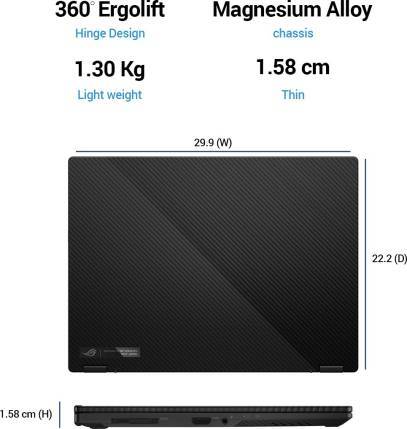 360° Ergolift
Hinge Design
Magnesium Alloy
chassis
1.30 Kg
Light weight
1.58 cm
Thin
29.9 (W)
22.2 (D)
1.58 cm (H)